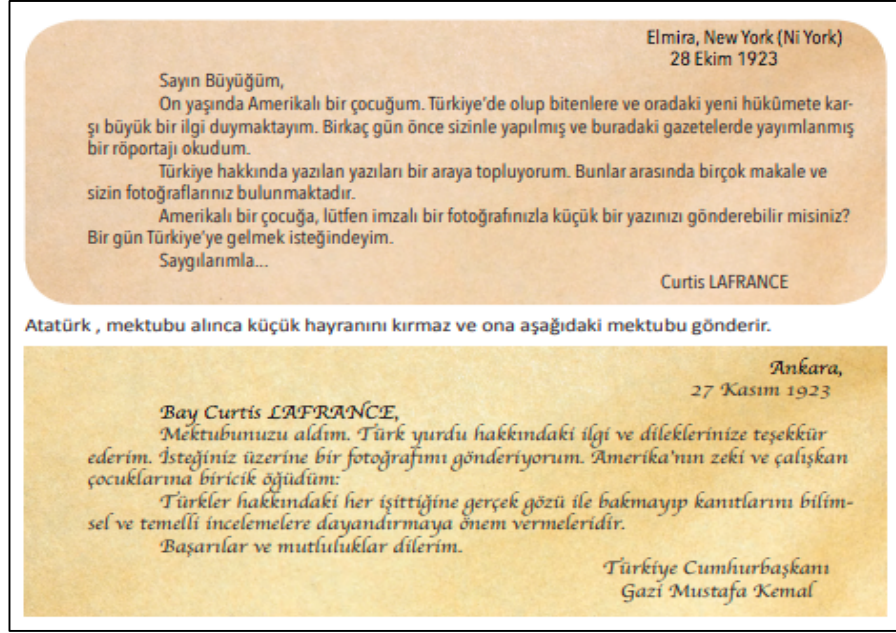 Elmira, New York (Ni York)
28 Ekim 1923
Sayın Büyüğüm,
On yaşında Amerikalı bir çocuğum. Türkiye'de olup bitenlere ve oradaki yeni hükûmete kar-
şı büyük bir ilgi duymaktayım. Birkaç gün önce sizinle yapılmış ve buradaki gazetelerde yayımlanmış
bir röportajı okudum.
Türkiye hakkında yazılan yazıları bir araya topluyorum. Bunlar arasında birçok makale ve
sizin fotoğraflarınız bulunmaktadır.
Amerikalı bir çocuğa, lütfen imzalı bir fotoğrafınızla küçük bir yazınızı gönderebilir misiniz?
Bir gün Türkiye'ye gelmek isteğindeyim.
Saygılarımla...
Curtis LAFRANCE
Atatürk , mektubu alınca küçük hayranını kırmaz ve ona aşağıdaki mektubu gönderir.
Ankara,
27 Kasım 1923
Bay Curtis LAFRANCE,
Mektubunuzu aldım. Türk yurdu hakkındaki ilgi ve dileklerinize teşekkür
ederim. İsteğiniz üzerine bir fotoğrafımı gönderiyorum. Amerika'nın zeki ve çalışkan
çocuklarına biricik öğüdüm:
Türkler hakkındaki her işittiğine gerçek gözü ile bakmayıp kanıtlarını bilim-
sel ve temelli incelemelere dayandırmaya önem vermeleridir.
Başarılar ve mutluluklar dilerim.
Türkiye Cumhurbaşkanı
Gazi Mustafa Kemal